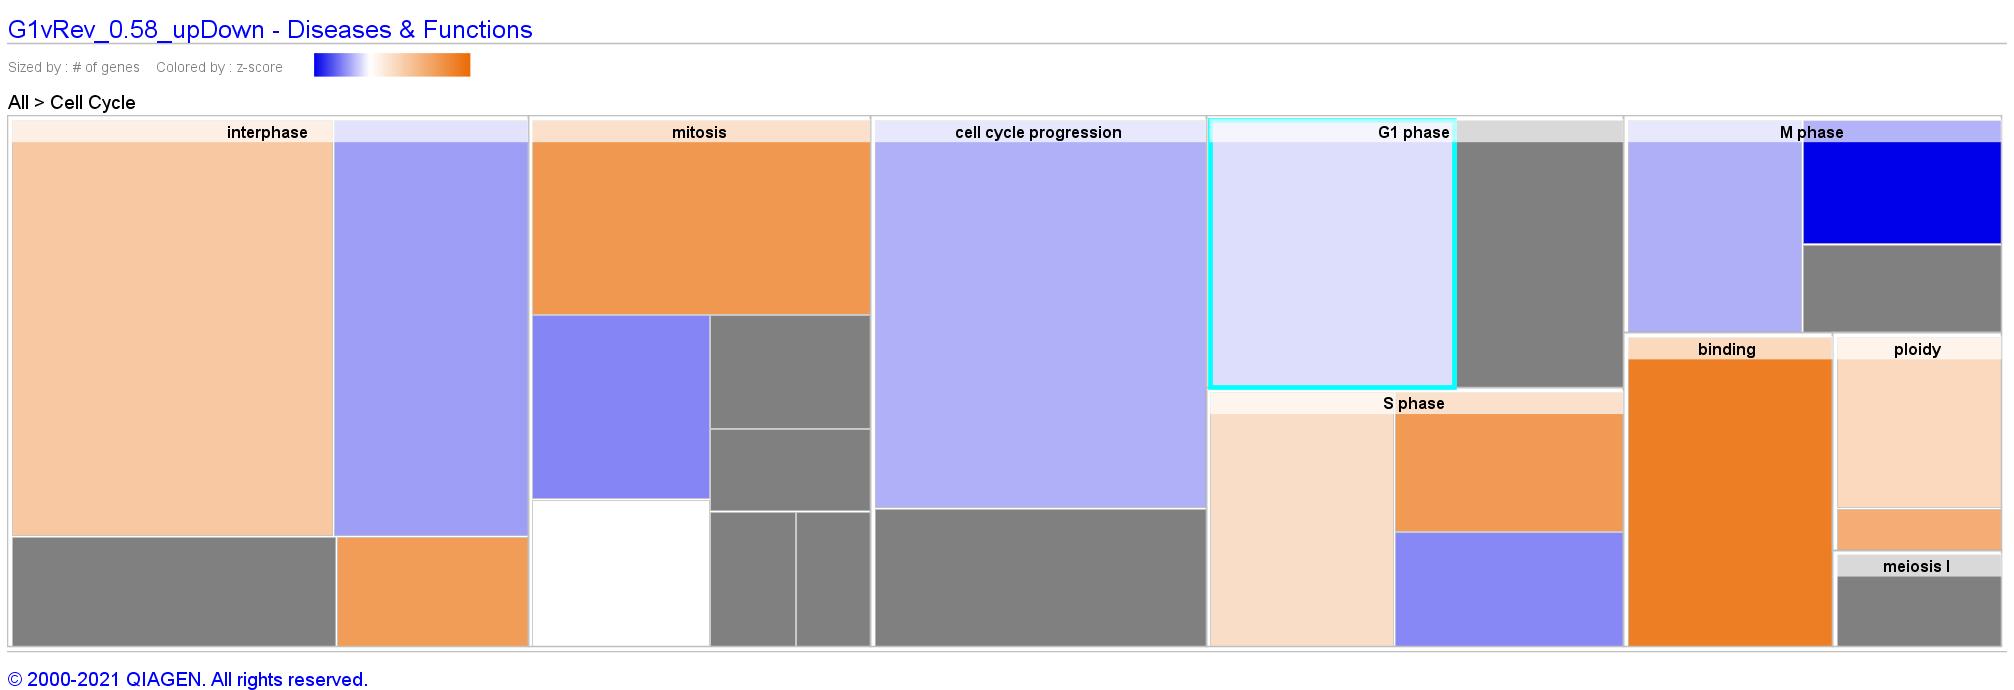 G1vRev_0.58_upDown - Diseases & Functions
Sized by : # of genes Colored by : z-score
All > Cell Cycle
interphase
mitosis
cell cycle progression
G1 phase
M phase
binding
ploidy
S phase
meiosis I
© 2000-2021 QIAGEN. All rights reserved.